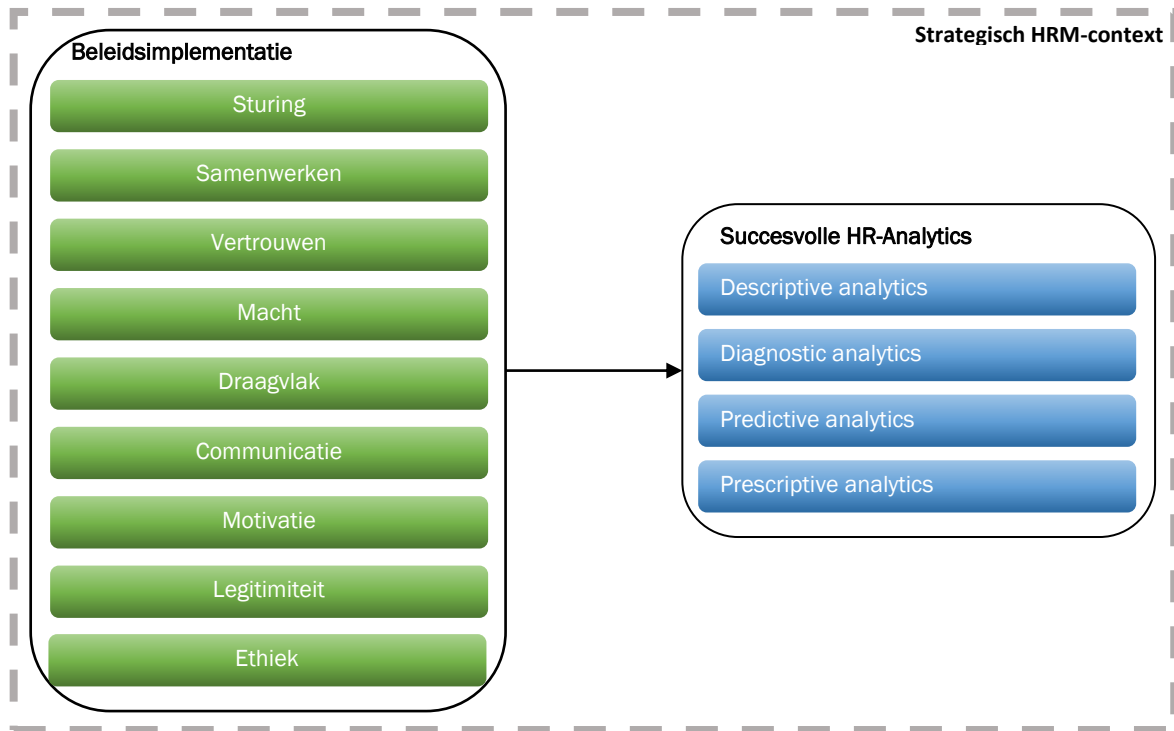 Strategisch HRM-context
Beleidsimplementatie
Sturing
Samenwerken
Vertrouwen
Macht
Draagvlak
Communicatie
Motivatie
Legitimiteit
Ethiek
Succesvolle HR-Analytics
Descriptive analytics
Diagnostic analytics
Predictive analytics
Prescriptive analytics